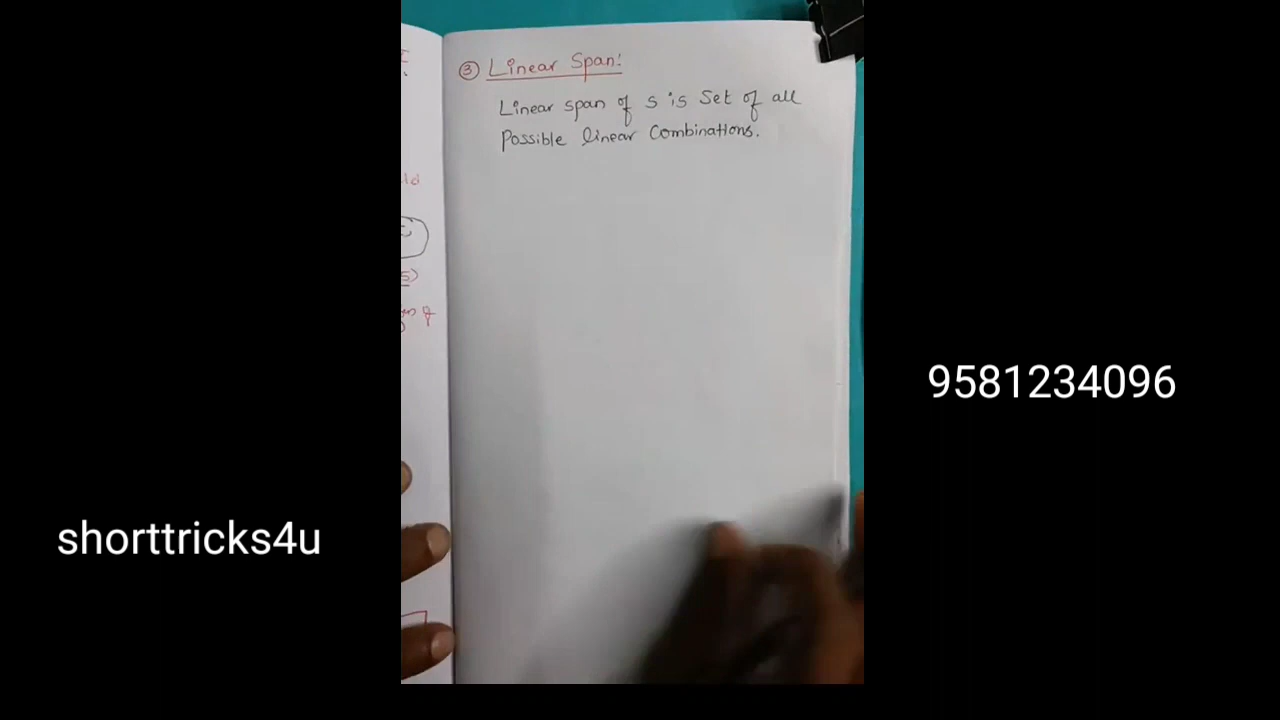 ③ Linear Span:
Linear span of S is Set of all
Possible linear Combinations.
9581234096
shorttricks4u